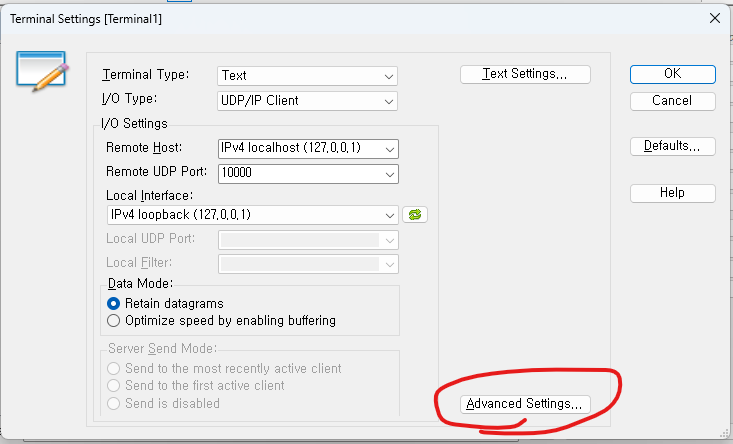 Terminal Settings [Terminal1]
Terminal Type: Text
Text Settings...
OK
I/O Type: UDP/IP Client
Cancel
I/O Settings
Remote Host: IPv4 localhost (127,0,0,1)
Defaults...
Remote UDP Port: 10000
Local Interface:
Help
IPv4 loopback (127,0,0,1)
Local UDP Port:
Local Filter:
Data Mode:
Retain datagrams
Optimize speed by enabling buffering
Server Send Mode:
Send to the most recently active client
Send to the first active client
Send is disabled
Advanced Settings...